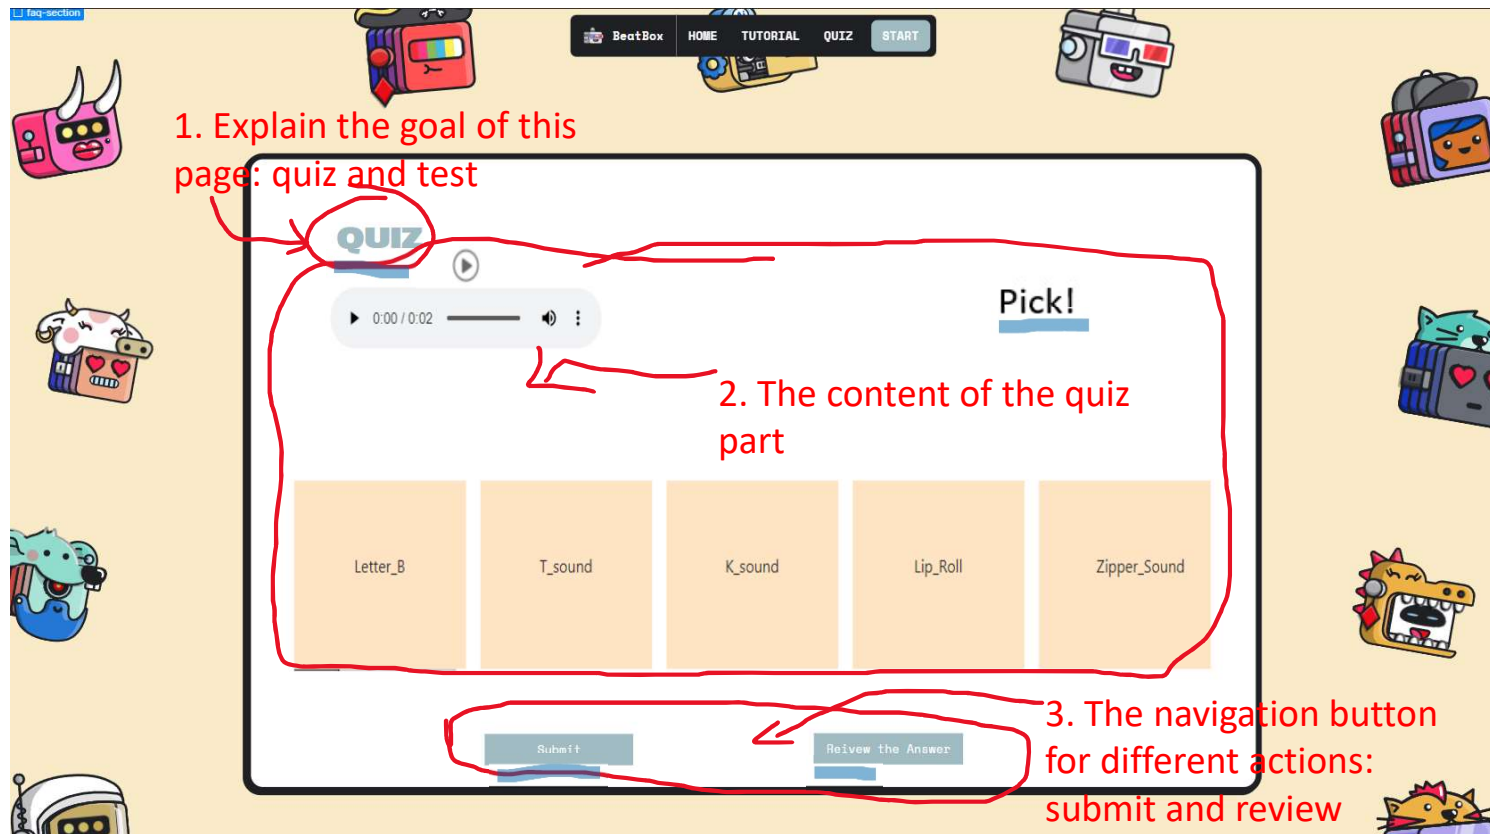 faq-section
BeatBox HOME TUTORIAL QUIZ START
1. Explain the goal of this
page: quiz and test
QUIZ
0:00 / 0:02
Pick!
2. The content of the quiz
part
Letter_B T_sound K_sound Lip_Roll Zipper_Sound
Submit Reivew the Answer
3. The navigation button
for different actions:
submit and review